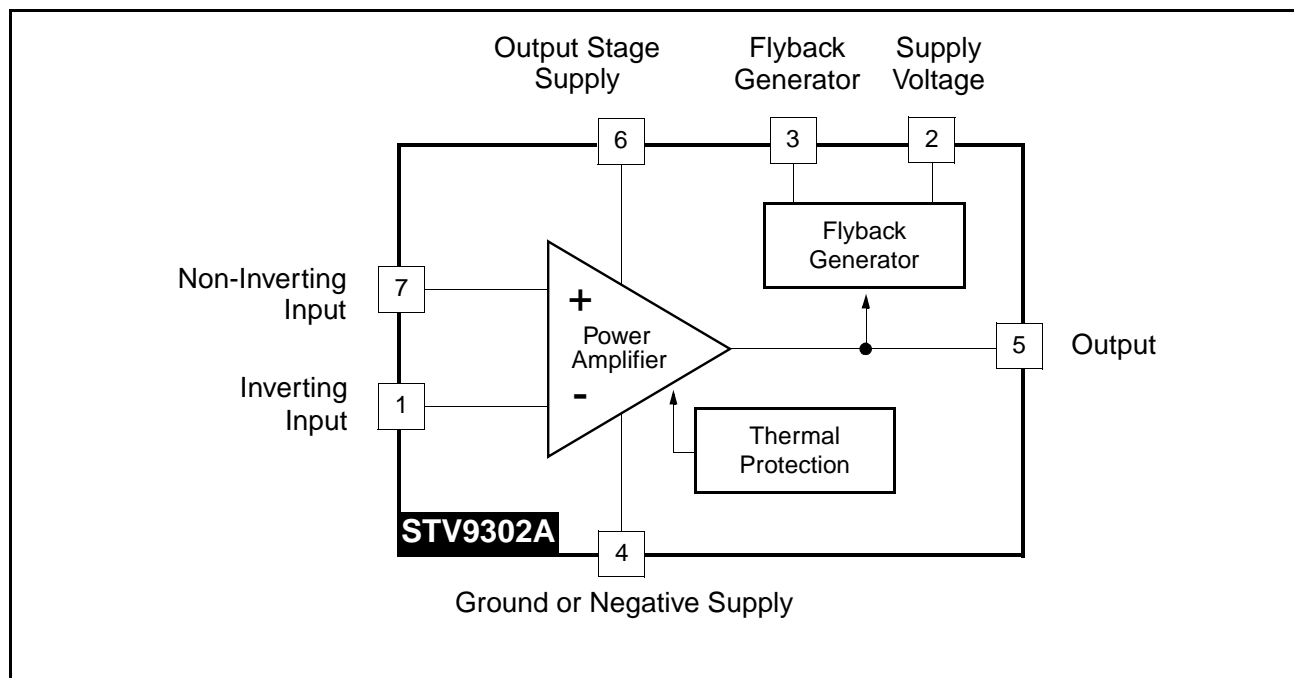 Output Stage
Supply
Flyback
Generator
Supply
Voltage
6
3
2
Flyback
Generator
Non-Inverting
Input
7
+
Power
Amplifier
5
Output
Inverting
Input
1
-
Thermal
Protection
STV9302A
4
Ground or Negative Supply